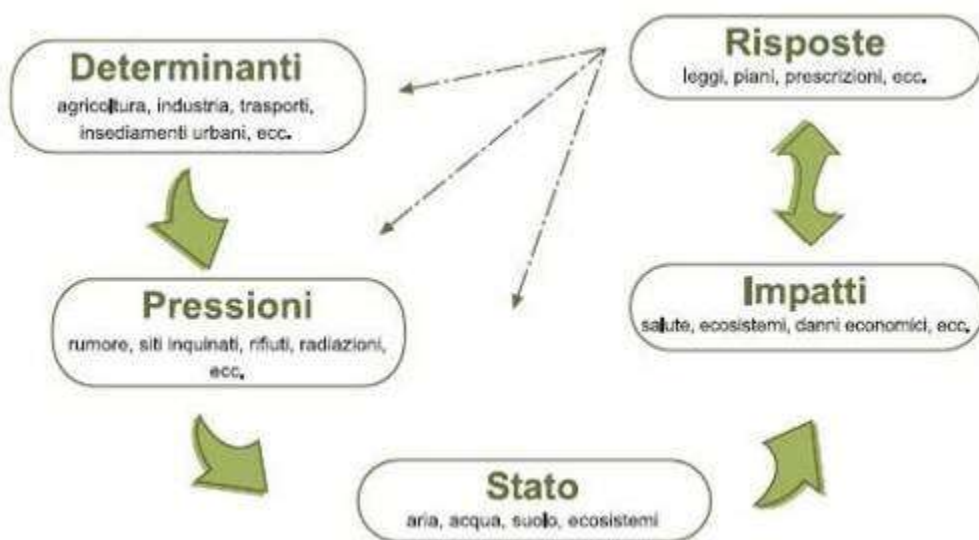 Determinanti
agricoltura, industria, trasporti,
insediamenti urbani, ecc.
Risposte
leggi, piani, prescrizioni, ecc.
Pressioni
rumore, siti inquinati, rifiuti, radiazioni,
ecc.
Impatti
salute, ecosistemi, danni economici, ecc.
Stato
aria, acqua, suolo, ecosistemi